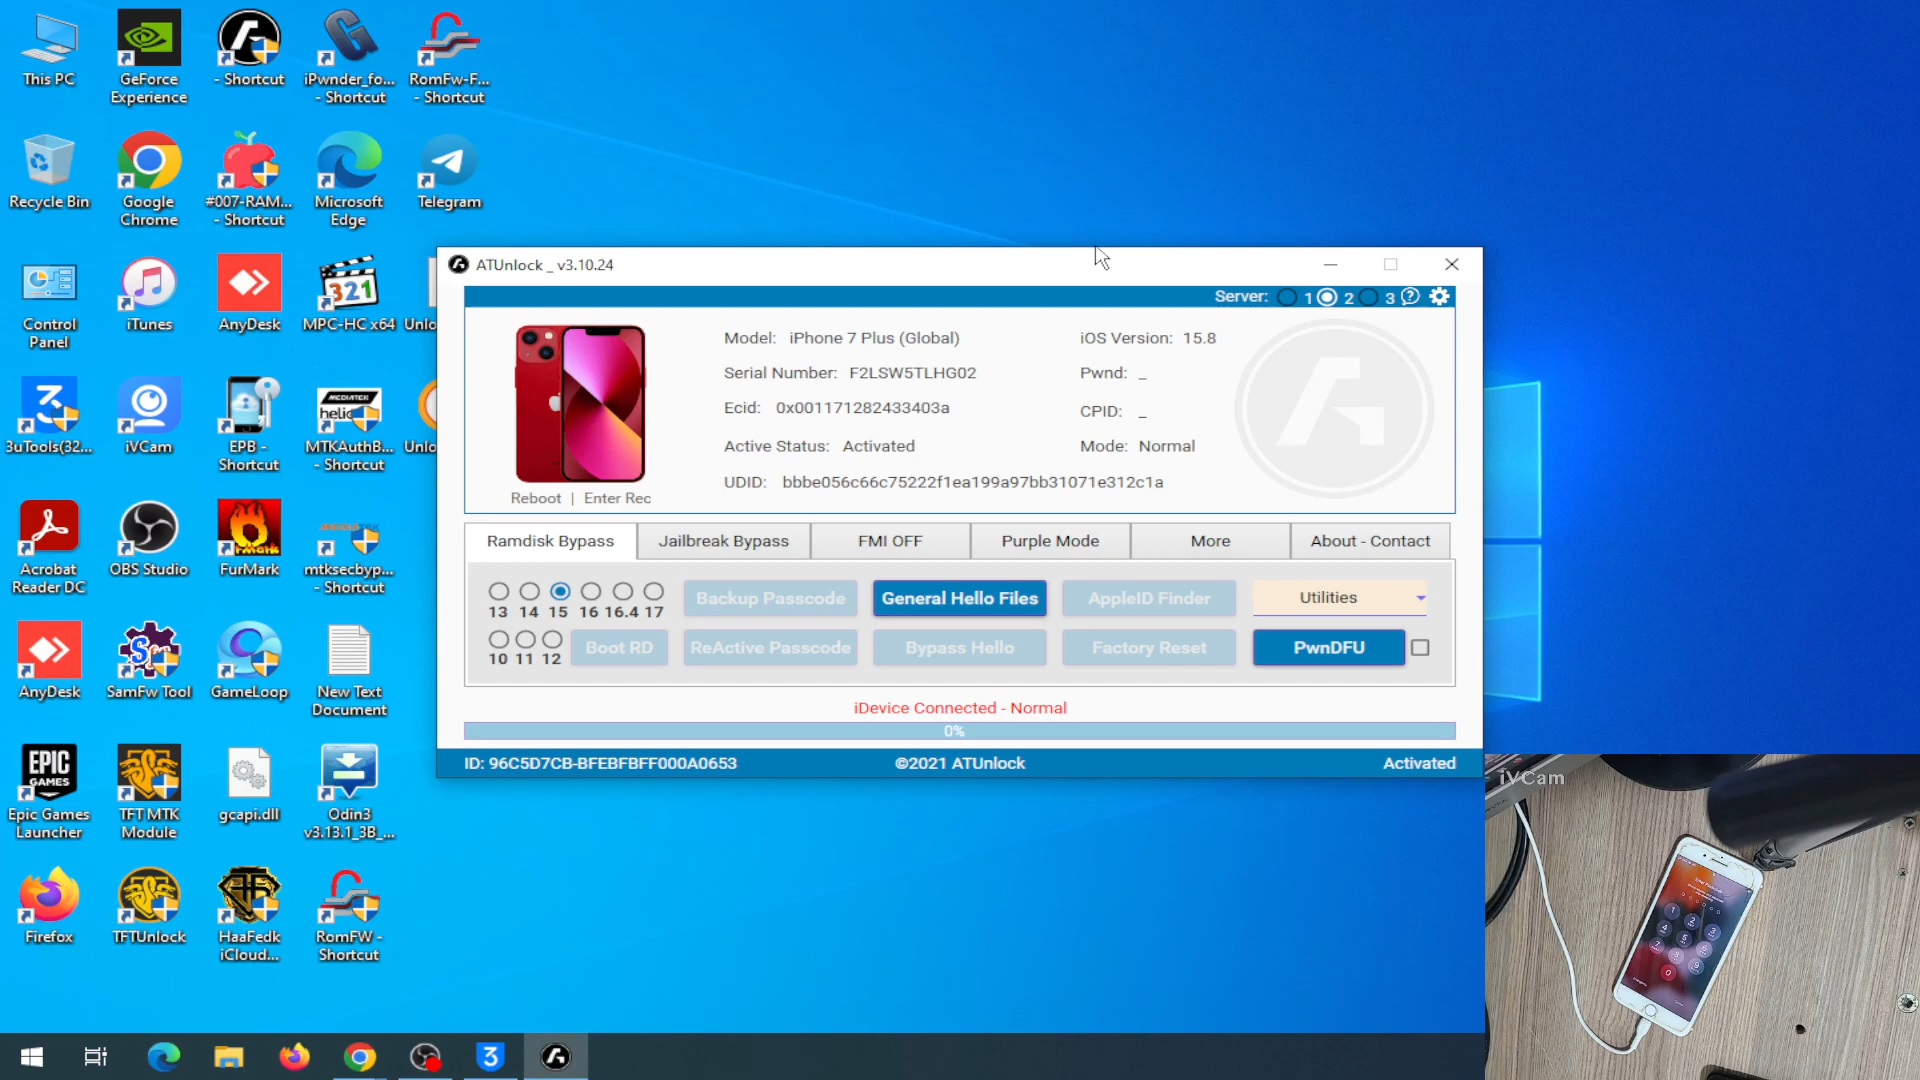 This PC
GeForce
Experience
- Shortcut
iPwnder_fo...
- Shortcut
RomFw-F...
- Shortcut
Recycle Bin
Google
Chrome
#007-RAM...
- Shortcut
Microsoft
Edge
Telegram
Control
Panel
iTunes
AnyDesk
321
MPC-HC x64
Unlo
3uTools(32...
iVCam
EPB -
Shortcut
MEDIATEK
helio
MTKAuthB...
- Shortcut
Unlo
Acrobat
Reader DC
OBS Studio
FurMark
mtksecbyp...
- Shortcut
AnyDesk
SamFw Tool
GameLoop
New Text
Document
EPIC
GAMES
Epic Games
Launcher
TFT MTK
Module
gcapi.dll
Odin3
v3.13.1_3B_...
Firefox
TFTUnlock
HaaFedk
iCloud...
RomFW -
Shortcut
ATUnlock _ v3.10.24
Server: 1 2 3
Model: iPhone 7 Plus (Global)
iOS Version: 15.8
Serial Number: F2LSW5TLHG02
Pwnd: _
Ecid: 0x001171282433403a
CPID: _
Active Status: Activated
Mode: Normal
UDID: bbbe056c66c75222f1ea199a97bb31071e312c1a
Reboot | Enter Rec
Ramdisk Bypass
Jailbreak Bypass
FMI OFF
Purple Mode
More
About - Contact
13 14 15 16 16.4 17
Backup Passcode
General Hello Files
AppleID Finder
Utilities
10 11 12
Boot RD
ReActive Passcode
Bypass Hello
Factory Reset
PwnDFU
iDevice Connected - Normal
0%
ID: 96C5D7CB-BFEBFBFF000A0653
©2021 ATUnlock
Activated
iVCam